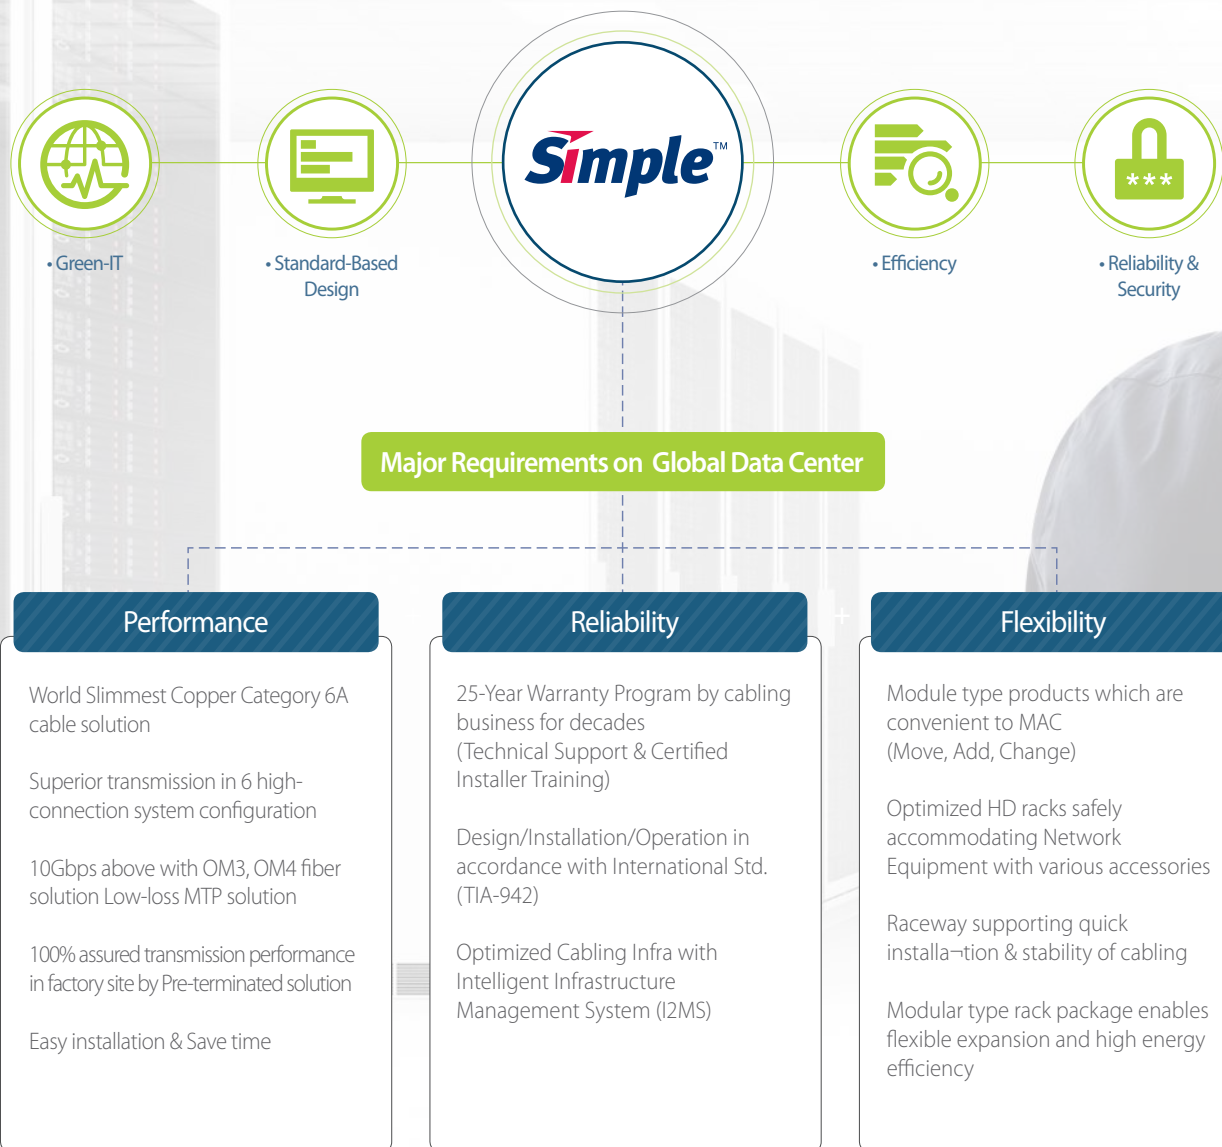 Simple™
• Green-IT
• Standard-Based
Design
• Efficiency
***
• Reliability &
Security
Major Requirements on Global Data Center
Performance
World Slimmest Copper Category 6A
cable solution
Superior transmission in 6 high-
connection system configuration
10Gbps above with OM3, OM4 fiber
solution Low-loss MTP solution
100% assured transmission performance
in factory site by Pre-terminated solution
Easy installation & Save time
Reliability
25-Year Warranty Program by cabling
business for decades
(Technical Support & Certified
Installer Training)
Design/Installation/Operation in
accordance with International Std.
(TIA-942)
Optimized Cabling Infra with
Intelligent Infrastructure
Management System (I2MS)
Flexibility
Module type products which are
convenient to MAC
(Move, Add, Change)
Optimized HD racks safely
accommodating Network
Equipment with various accessories
Raceway supporting quick
installa¬tion & stability of cabling
Modular type rack package enables
flexible expansion and high energy
efficiency